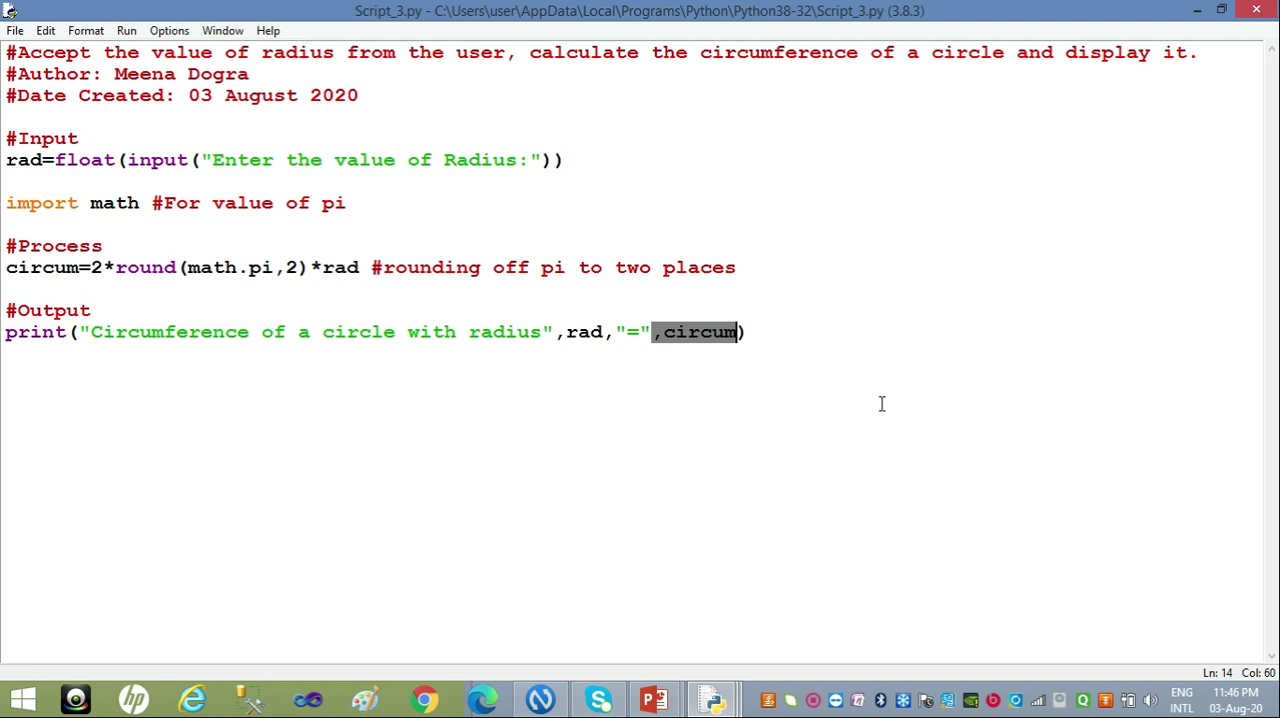 Script_3.py - C:\Users\user\AppData\Local\Programs\Python\Python38-32\Script_3.py (3.8.3)
File Edit Format Run Options Window Help
#Accept the value of radius from the user, calculate the circumference of a circle and display it.
#Author: Meena Dogra
#Date Created: 03 August 2020
#Input
rad=float(input("Enter the value of Radius:"))
import math #For value of pi
#Process
circum=2*round(math.pi,2)*rad #rounding off pi to two places
#Output
print("Circumference of a circle with radius",rad,"=",circum)
Ln: 14 Col: 60
ENG 11:46 PM
INTL 03-Aug-20